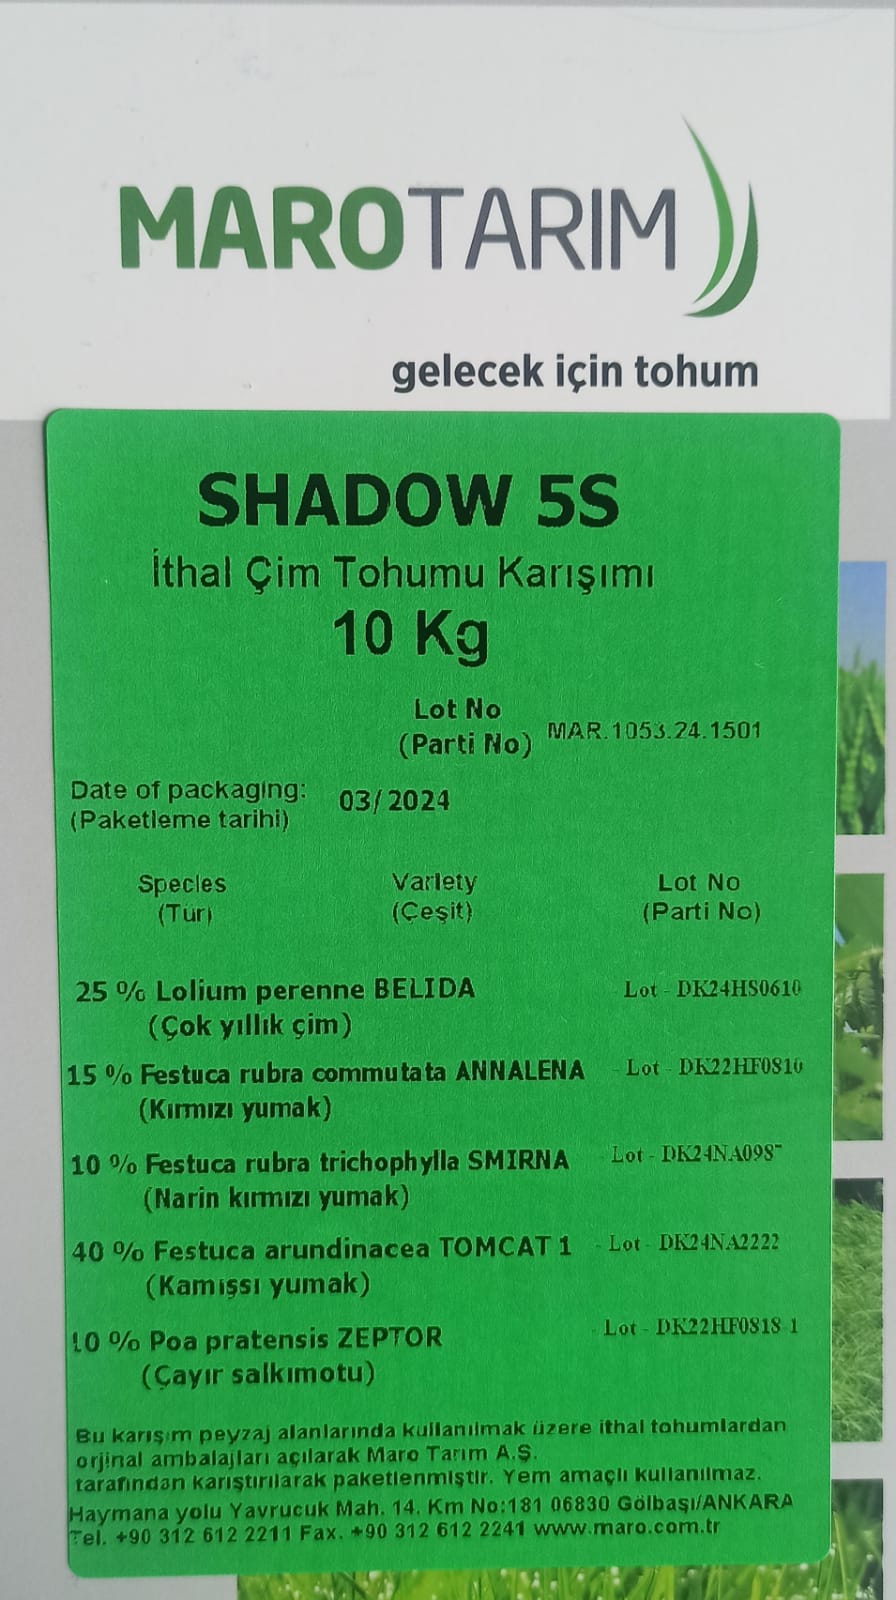 MAROTARIM
gelecek için tohum
SHADOW 5S
İthal Çim Tohumu Karışımı
10 Kg
Lot No
(Parti No) MAR.1053.24.1501
Date of packaging: 03/2024
(Paketleme tarihi)
Species Variety Lot No
(Tür) (Çeşit) (Parti No)
25 % Lolium perenne BELIDA Lot - DK24HS0610
(Çok yıllık çim)
15 % Festuca rubra commutata ANNALENA - Lot - DK22HF0810
(Kırmızı yumak)
10 % Festuca rubra trichophylla SMIRNA Lot -
(Narin kırmızı yumak)
40 % Festuca arundinacea TOMCAT 1 - Lot - DK24NA2222
(Kamışsı yumak)
10 % Poa pratensis ZEPTOR - Lot - DK22HF0818-1
(Çayır salkımotu)
Bu karışım peyzaj alanlarında kullanılmak üzere ithal tohumlardan
orjinal ambalajları açılarak Maro Tarım A.Ş.
tarafından karıştırılarak paketlenmiştir. Yem amaçlı kullanılmaz.
Haymana yolu Yavrucuk Mah. 14. Km No:181 06830 Gölbaşı/ANKARA
Tel. +90 312 612 2211 Fax. +90 312 612 2241 www.maro.com.tr